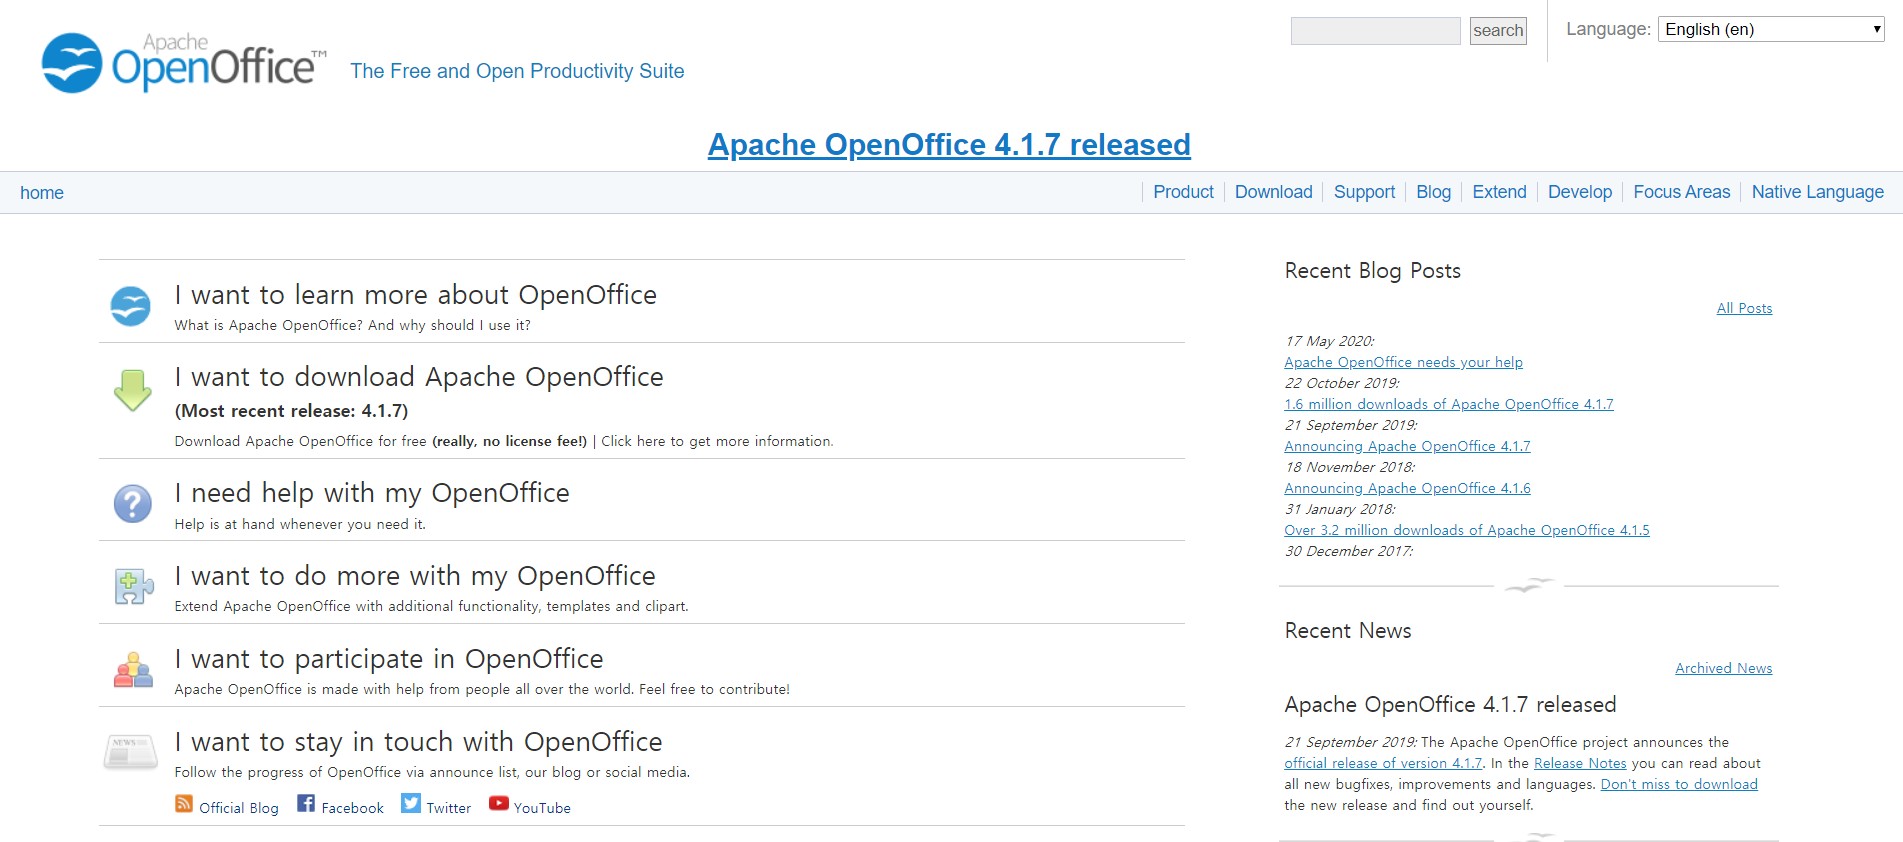 Apache
OpenOffice™
The Free and Open Productivity Suite
search
Language: English (en)
Apache OpenOffice 4.1.7 released
home
Product
Download
Support
Blog
Extend
Develop
Focus Areas
Native Language
I want to learn more about OpenOffice
What is Apache OpenOffice? And why should I use it?
I want to download Apache OpenOffice
(Most recent release: 4.1.7)
Download Apache OpenOffice for free (really, no license fee!) | Click here to get more information.
I need help with my OpenOffice
Help is at hand whenever you need it.
I want to do more with my OpenOffice
Extend Apache OpenOffice with additional functionality, templates and clipart.
I want to participate in OpenOffice
Apache OpenOffice is made with help from people all over the world. Feel free to contribute!
NEWS
I want to stay in touch with OpenOffice
Follow the progress of OpenOffice via announce list, our blog or social media.
Official Blog Facebook Twitter YouTube
Recent Blog Posts
All Posts
17 May 2020:
Apache OpenOffice needs your help
22 October 2019:
1.6 million downloads of Apache OpenOffice 4.1.7
21 September 2019:
Announcing Apache OpenOffice 4.1.7
18 November 2018:
Announcing Apache OpenOffice 4.1.6
31 January 2018:
Over 3.2 million downloads of Apache OpenOffice 4.1.5
30 December 2017:
Recent News
Archived News
Apache OpenOffice 4.1.7 released
21 September 2019: The Apache OpenOffice project announces the
official release of version 4.1.7. In the Release Notes you can read about
all new bugfixes, improvements and languages. Don't miss to download
the new release and find out yourself.